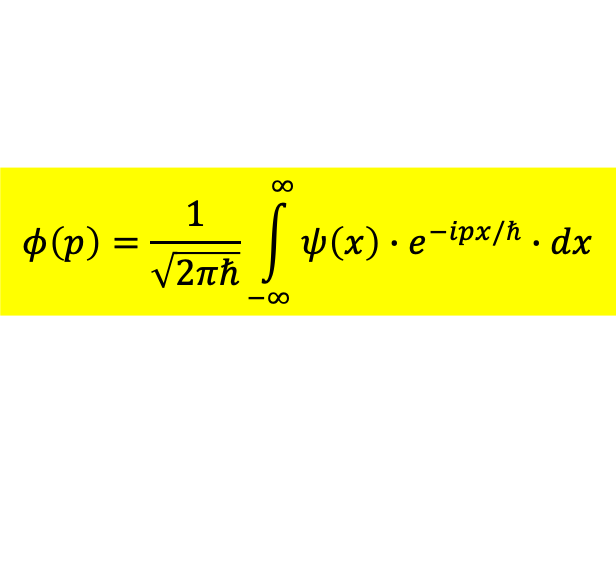 ϕ(p) = 1/√(2πħ) ∫_{-∞}^{∞} ψ(x) · e^{-ipx/ħ} · dx